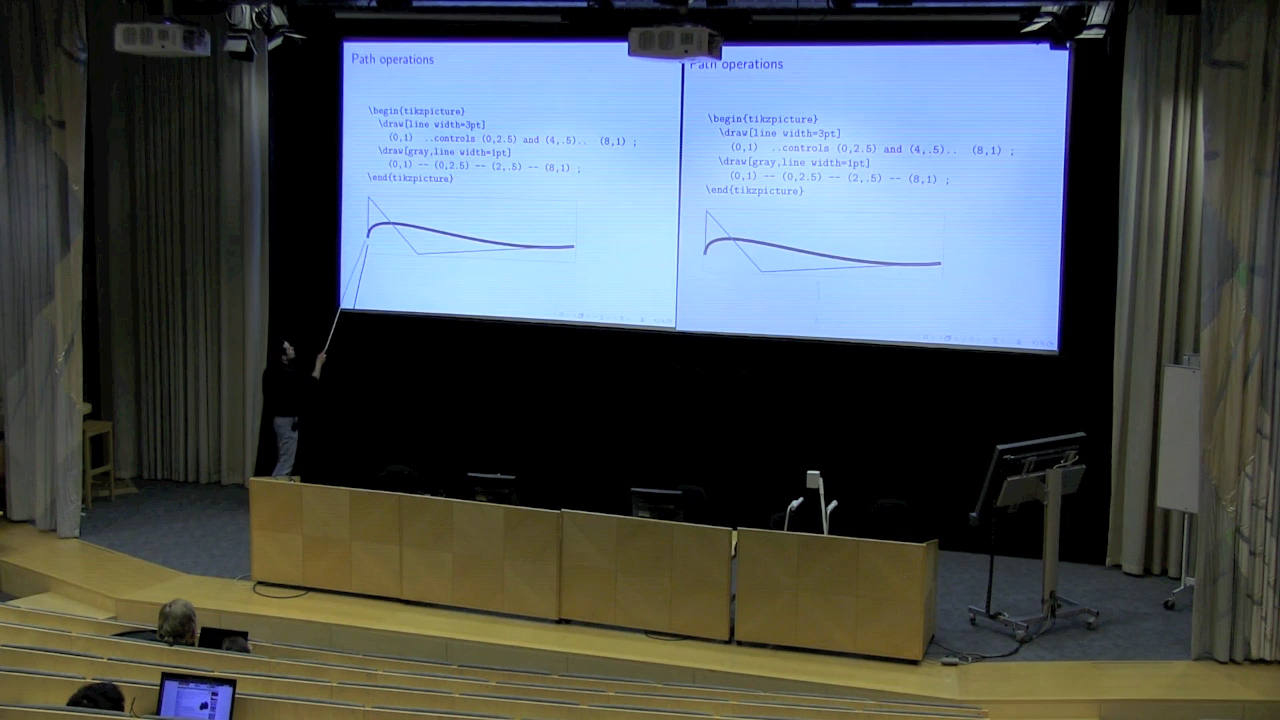 Path operations
\begin{tikzpicture}
\draw[line width=3pt]
(0,1) ..controls (0,2.5) and (4,.5).. (8,1) ;
\draw[gray,line width=1pt]
(0,1) -- (0,2.5) -- (2,.5) -- (8,1) ;
\end{tikzpicture}
Path operations
\begin{tikzpicture}
\draw[line width=3pt]
(0,1) ..controls (0,2.5) and (4,.5).. (8,1) ;
\draw[gray,line width=1pt]
(0,1) -- (0,2.5) -- (2,.5) -- (8,1) ;
\end{tikzpicture}